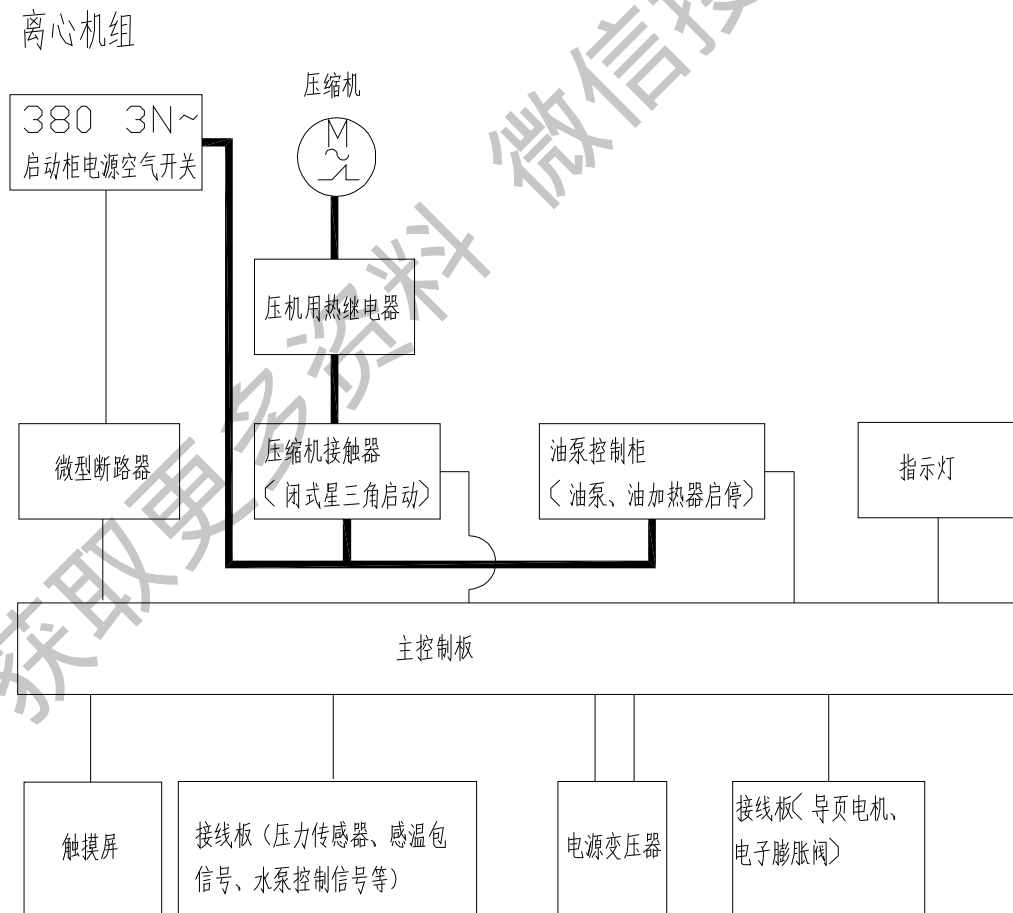 离心机组
压缩机
M
380 3N~
启动柜电源空气开关
压机用热继电器
微型断路器
压缩机接触器
（闭式星三角启动）
油泵控制柜
（油泵、油加热器启停）
指示灯
主控制板
触摸屏
接线板（压力传感器、感温包
信号、水泵控制信号等）
电源变压器
接线板（导页电机、
电子膨胀阀）
获取更多资料 微信搜